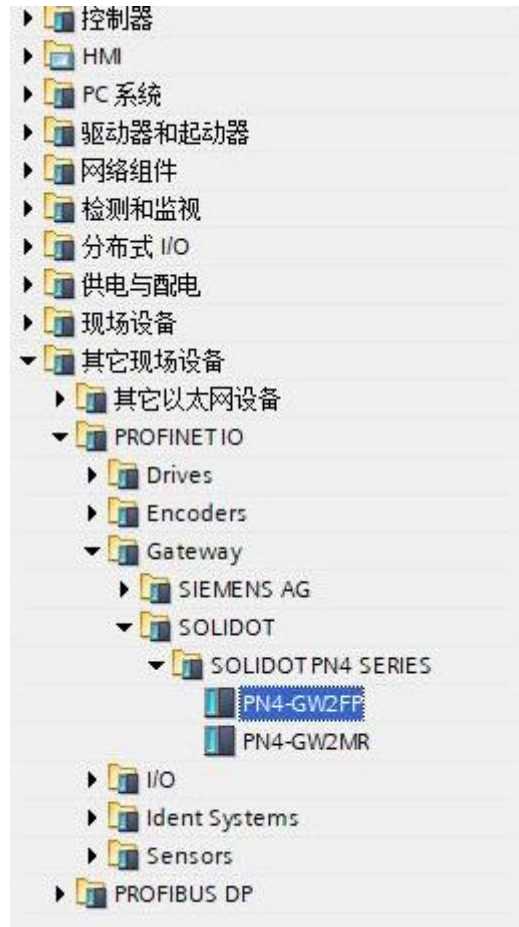 控制器
HMI
PC 系统
驱动器和起动器
网络组件
检测和监视
分布式 I/O
供电与配电
现场设备
其它现场设备
其它以太网设备
PROFINET IO
Drives
Encoders
Gateway
SIEMENS AG
SOLIDOT
SOLIDOT PN4 SERIES
PN4-GW2FP
PN4-GW2MR
I/O
Ident Systems
Sensors
PROFIBUS DP